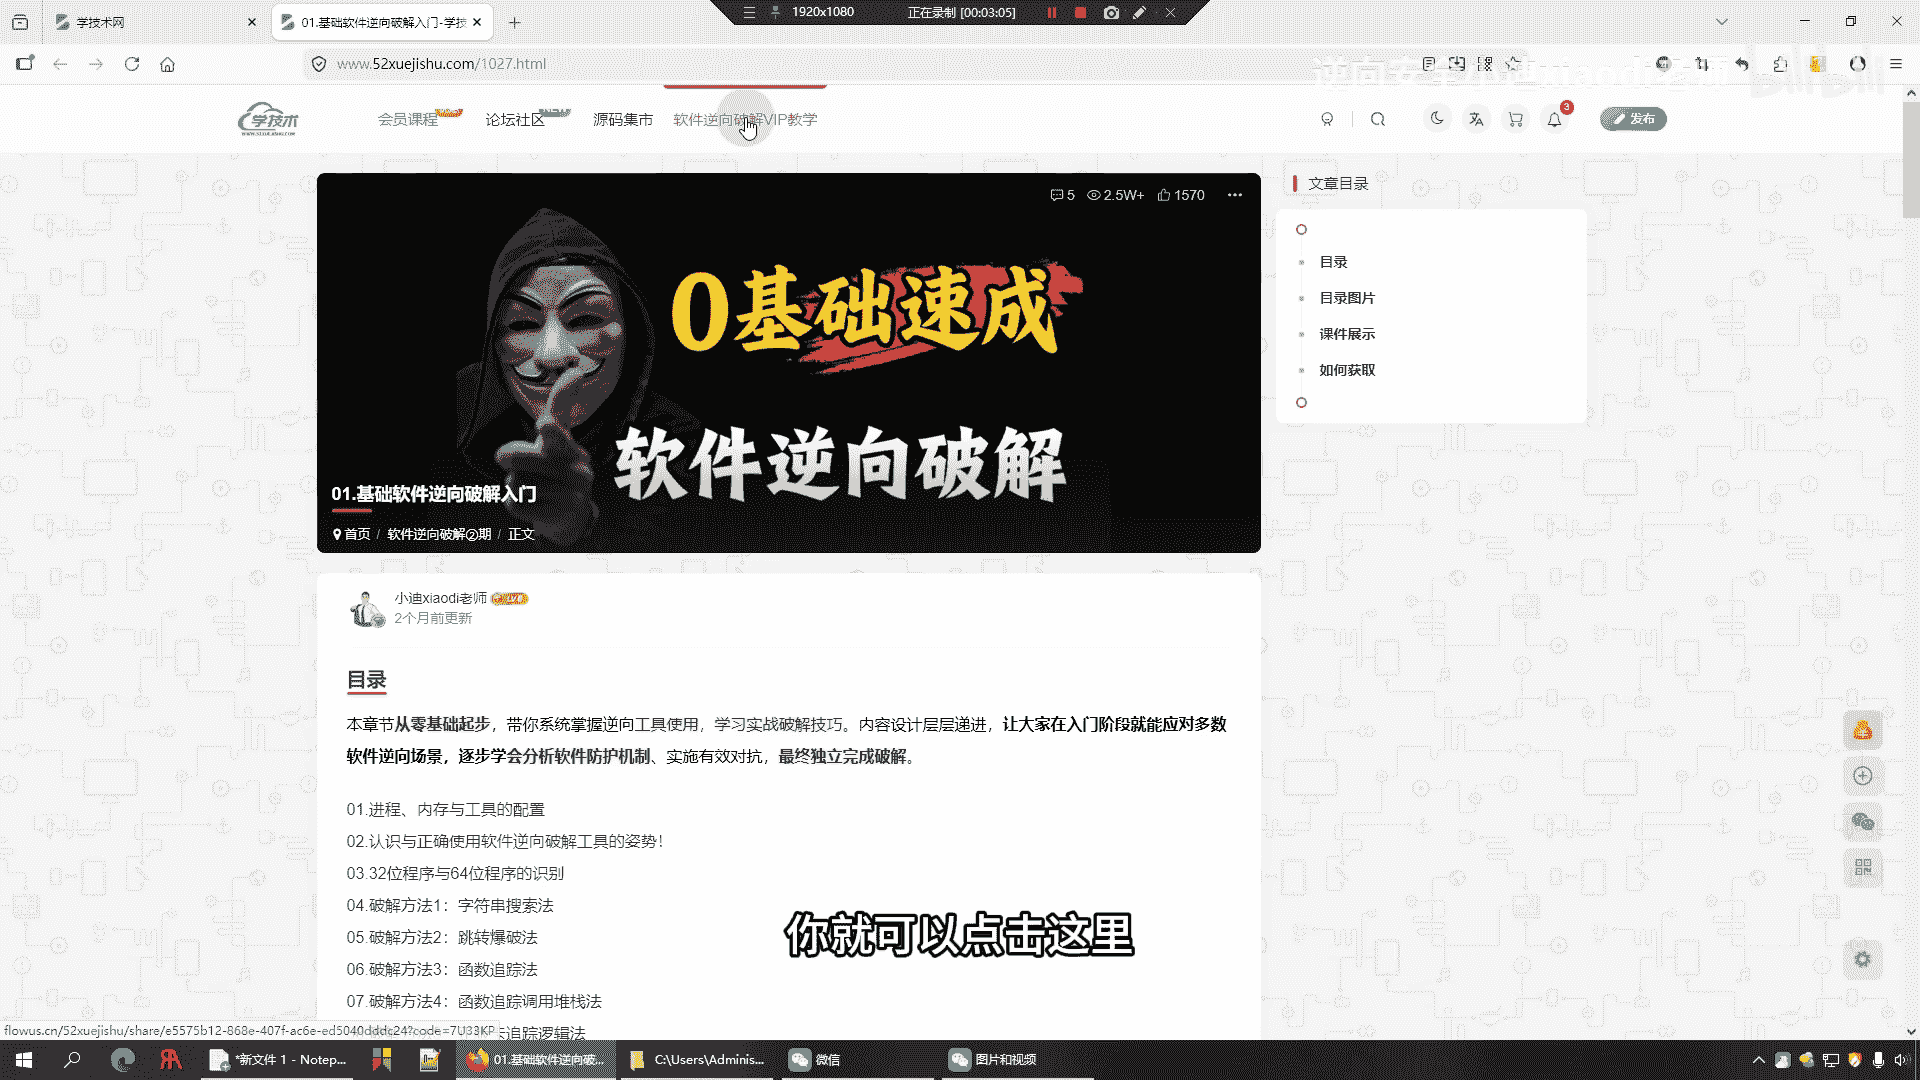 1920x1080
正在录制 [00:03:05]
学技术网
01.基础软件逆向破解入门-学技
www.52xuejishu.com/1027.html
学技术
会员课程
论坛社区
源码集市
软件逆向破解VIP教学
3
发布
5
2.5W+
1570
0基础速成
软件逆向破解
01.基础软件逆向破解入门
首页 / 软件逆向破解②期 / 正文
文章目录
目录
目录图片
课件展示
如何获取
小迪xiaodi老师
2个月前更新
目录
本章节从零基础起步，带你系统掌握逆向工具使用，学习实战破解技巧。内容设计层层递进，让大家在入门阶段就能应对多数
软件逆向场景，逐步学会分析软件防护机制、实施有效对抗，最终独立完成破解。
01.进程、内存与工具的配置
02.认识与正确使用软件逆向破解工具的姿势！
03.32位程序与64位程序的识别
04.破解方法1：字符串搜索法
05.破解方法2：跳转爆破法
06.破解方法3：函数追踪法
07.破解方法4：函数追踪调用堆栈法
追踪逻辑法
你就可以点击这里
flowus.cn/52xuejishu/share/e5575b12-868e-407f-ac6e-ed5040dddc24?code=7U33KP
*新文件 1 - Notep...
01.基础软件逆向破...
C:\Users\Adminis...
微信
图片和视频